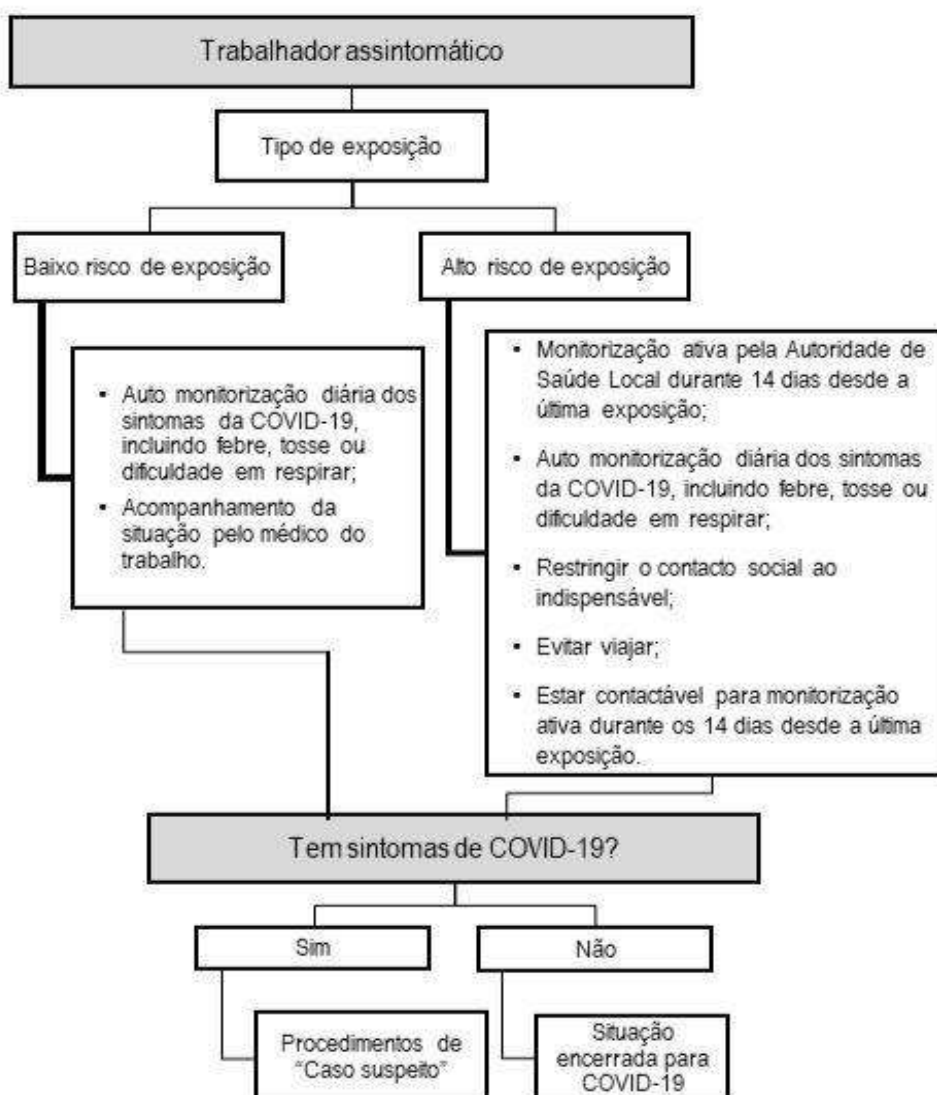 Trabalhador assintomático
Tipo de exposição
Baixo risco de exposição
Alto risco de exposição
• Auto monitorização diária dos
sintomas da COVID-19,
incluindo febre, tosse ou
dificuldade em respirar;
• Acompanhamento da
situação pelo médico do
trabalho.
• Monitorização ativa pela Autoridade de
Saúde Local durante 14 dias desde a
última exposição;
• Auto monitorização diária dos sintomas
da COVID-19, incluindo febre, tosse ou
dificuldade em respirar;
• Restringir o contacto social ao
indispensável;
• Evitar viajar;
• Estar contactável para monitorização
ativa durante os 14 dias desde a última
exposição.
Tem sintomas de COVID-19?
Sim
Não
Procedimentos de
“Caso suspeito”
Situação
encerrada para
COVID-19